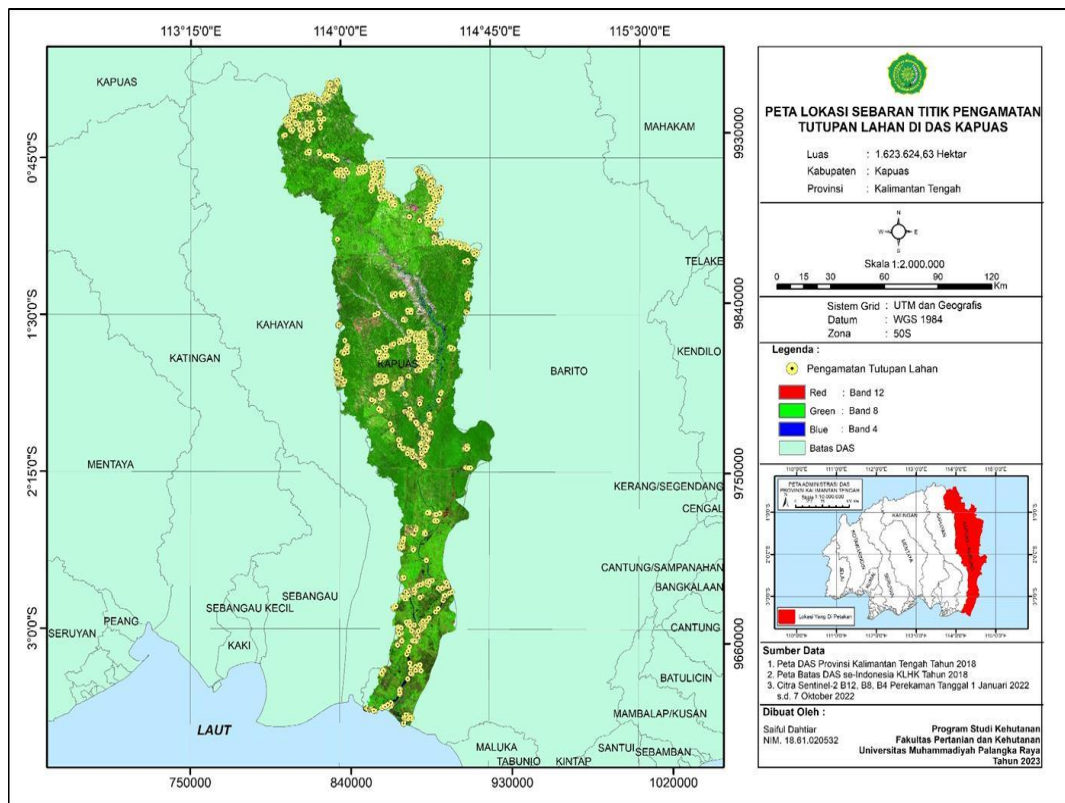 113°15'0"E
114°0'0"E
114°45'0"E
115°30'0"E
0°45'0"S
1°30'0"S
2°15'0"S
3°0'0"S
9930000
9840000
9750000
9660000
750000
840000
930000
1020000
KAPUAS
MAHAKAM
TELAKE
KAHAYAN
KATINGAN
KENDILO
KAPUAS
BARITO
MENTAYA
KERANG/SEGENDANG
CENGAL
CANTUNG/SAMPANAHAN
BANGKALAAN
SEBANGAU
SEBANGAU KECIL
CANTUNG
PEANG
SERUYAN
KAKI
BATULICIN
MAMBALAP/KUSAN
LAUT
MALUKA
SANTUI
SEBAMBAN
TABUNIO
KINTAP
PETA LOKASI SEBARAN TITIK PENGAMATAN
TUTUPAN LAHAN DI DAS KAPUAS
Luas : 1.623.624,63 Hektar
Kabupaten : Kapuas
Provinsi : Kalimantan Tengah
N
W E
S
Skala 1:2.000.000
0 15 30 60 90 120
Km
Sistem Grid : UTM dan Geografis
Datum : WGS 1984
Zona : 50S
Legenda :
Pengamatan Tutupan Lahan
Red : Band 12
Green : Band 8
Blue : Band 4
Batas DAS
PETA ADMINISTRASI DAS
PROVINSI KALIMANTAN TENGAH
KATINGAN
KAHAYAN
MENTAYA
Lokasi Yang Di Petakan
Sumber Data
1. Peta DAS Provinsi Kalimantan Tengah Tahun 2018
2. Peta Batas DAS se-Indonesia KLHK Tahun 2018
3. Citra Sentinel-2 B12, B8, B4 Perekaman Tanggal 1 Januari 2022
s.d. 7 Oktober 2022
Dibuat Oleh :
Saiful Dahtiar
NIM. 18.61.020532
Program Studi Kehutanan
Fakultas Pertanian dan Kehutanan
Universitas Muhammadiyah Palangka Raya
Tahun 2023